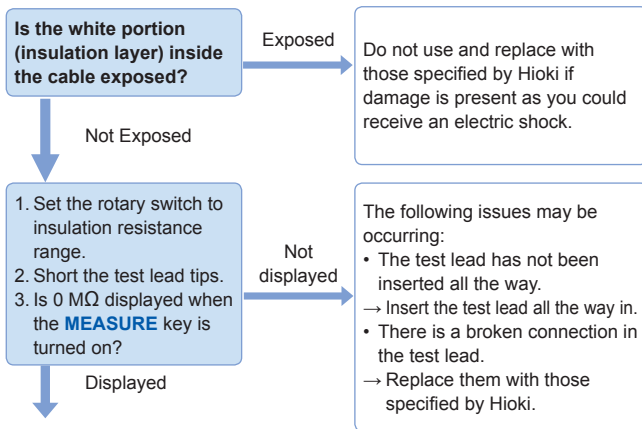 Is the white portion
(insulation layer) inside
the cable exposed?
Exposed
Do not use and replace with
those specified by Hioki if
damage is present as you could
receive an electric shock.
Not Exposed
1. Set the rotary switch to
insulation resistance
range.
2. Short the test lead tips.
3. Is 0 MΩ displayed when
the MEASURE key is
turned on?
Not
displayed
The following issues may be
occurring:
• The test lead has not been
inserted all the way.
→ Insert the test lead all the way in.
• There is a broken connection in
the test lead.
→ Replace them with those
specified by Hioki.
Displayed